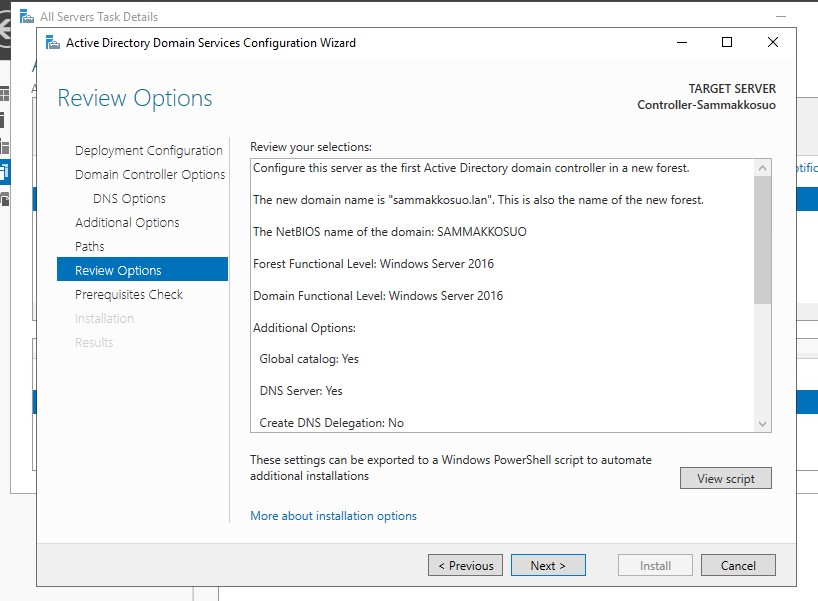 All Servers Task Details
Active Directory Domain Services Configuration Wizard
Review Options
TARGET SERVER
Controller-Sammakkosuo
Deployment Configuration
Domain Controller Options
DNS Options
Additional Options
Paths
Review Options
Prerequisites Check
Installation
Results
Review your selections:
Configure this server as the first Active Directory domain controller in a new forest.
The new domain name is "sammakkosuo.lan". This is also the name of the new forest.
The NetBIOS name of the domain: SAMMAKKOSUO
Forest Functional Level: Windows Server 2016
Domain Functional Level: Windows Server 2016
Additional Options:
Global catalog: Yes
DNS Server: Yes
Create DNS Delegation: No
These settings can be exported to a Windows PowerShell script to automate
additional installations
View script
More about installation options
< Previous
Next >
Install
Cancel